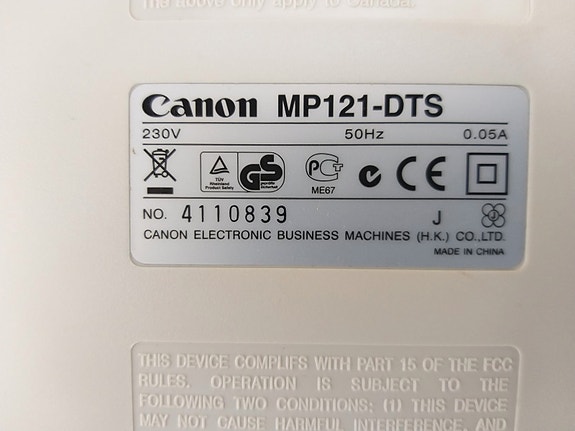 The above only apply to Canada.
Canon MP121-DTS
230V 50Hz 0.05A
TÜV
Rheinland
Product Safety
GS
geprüfte
Sicherheit
PCT
ME67
CE
NO. 4110839 J
CANON ELECTRONIC BUSINESS MACHINES (H.K.) CO.,LTD.
MADE IN CHINA
THIS DEVICE COMPLIES WITH PART 15 OF THE FCC
RULES. OPERATION IS SUBJECT TO THE
FOLLOWING TWO CONDITIONS: (1) THIS DEVICE
MAY NOT CAUSE HARMFUL INTERFERENCE, AND